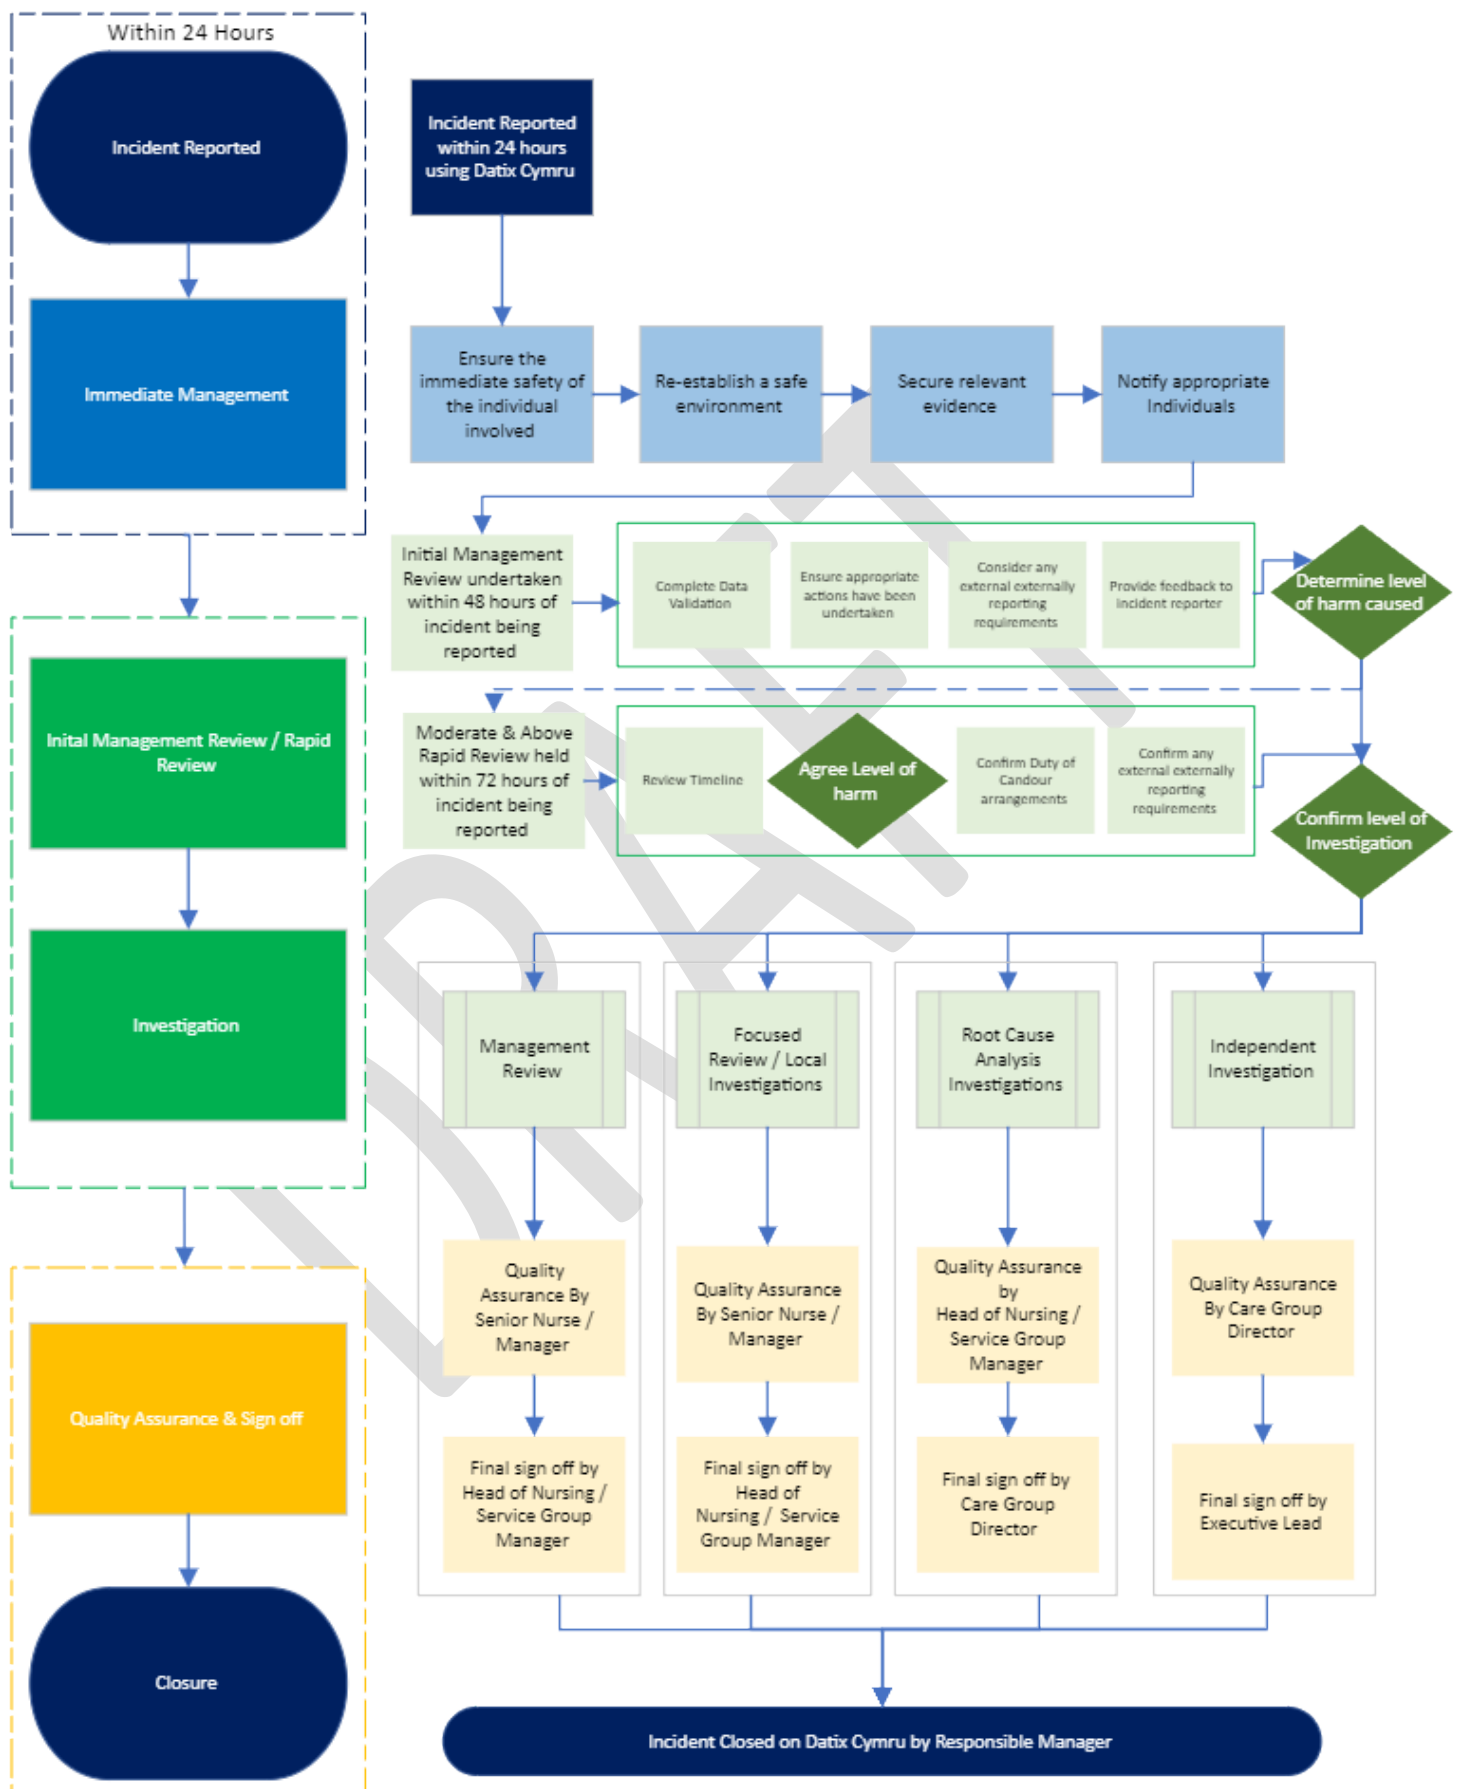 Within 24 Hours
Incident Reported
Immediate Management
Inital Management Review / Rapid
Review
Investigation
Quality Assurance & Sign off
Closure
Incident Reported
within 24 hours
using Datix Cymru
Ensure the
immediate safety of
the individual
involved
Re-establish a safe
environment
Secure relevant
evidence
Notify appropriate
Individuals
Initial Management
Review undertaken
within 48 hours of
incident being
reported
Complete Data
Validation
Ensure appropriate
actions have been
undertaken
Consider any
external externally
reporting
requirements
Provide feedback to
incident reporter
Determine level
of harm caused
Moderate & Above
Rapid Review held
within 72 hours of
incident being
reported
Review Timeline
Agree Level of
harm
Confirm Duty of
Candour
arrangements
Confirm any
external externally
reporting
requirements
Confirm level of
Investigation
Management
Review
Focused
Review / Local
Investigations
Root Cause
Analysis
Investigations
Independent
Investigation
Quality
Assurance By
Senior Nurse /
Manager
Quality Assurance
By Senior Nurse /
Manager
Quality Assurance
by
Head of Nursing /
Service Group
Manager
Quality Assurance
By Care Group
Director
Final sign off by
Head of Nursing /
Service Group
Manager
Final sign off by
Head of
Nursing / Service
Group Manager
Final sign off by
Care Group
Director
Final sign off by
Executive Lead
Incident Closed on Datix Cymru by Responsible Manager
DRAFT